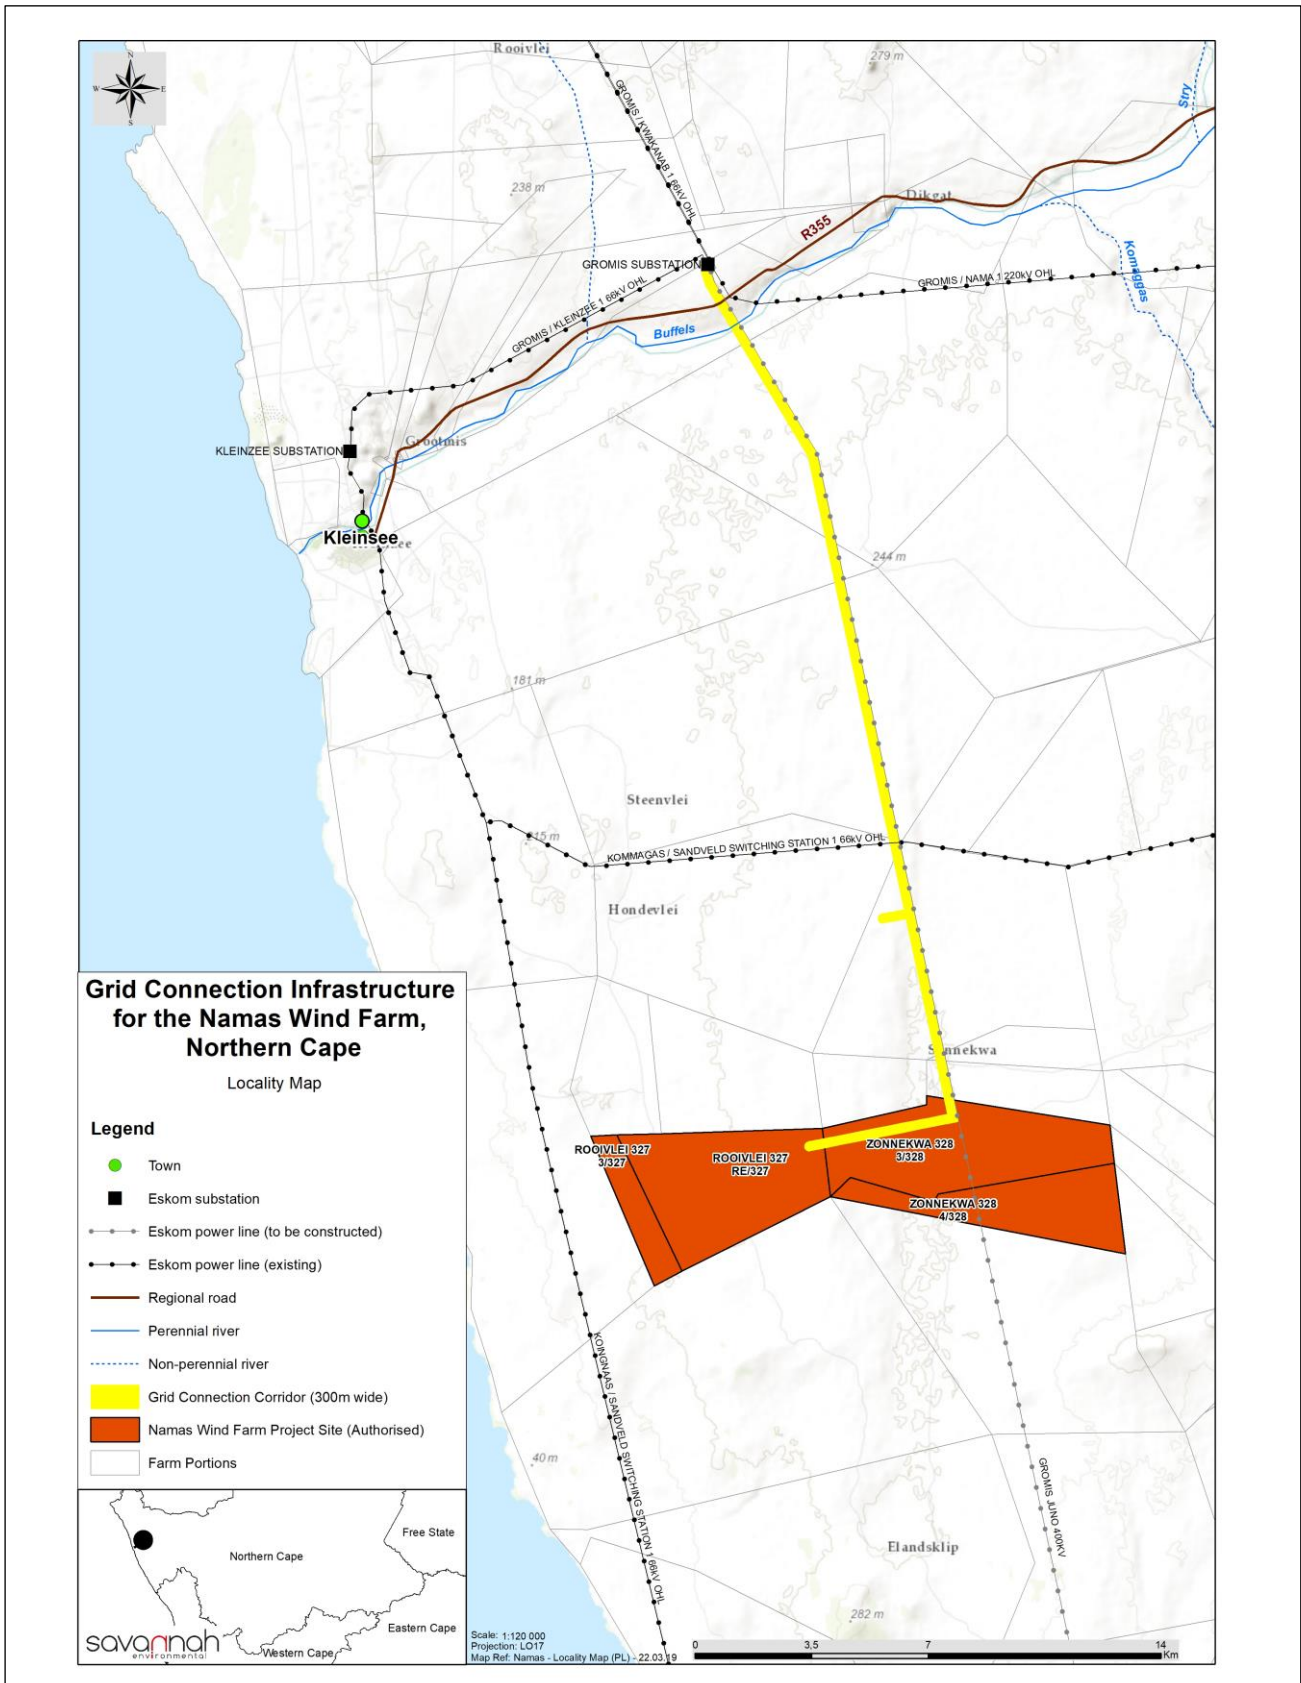 Rooivlei
279 m
N
W
E
S
GROMIS / KWAKANAB 1 66kV OHL
Stry
238 m
Dikgat
R355
Komaggas
GROMIS SUBSTATION
GROMIS / NAMA 1 220kV OHL
GROMIS / KLEINZEE 1 66kV OHL
Buffels
Grootmis
KLEINZEE SUBSTATION
Kleinsee
244 m
181 m
Steenvlei
215 m
KOMMAGAS / SANDVELD SWITCHING STATION 1 66kV OHL
Hondevlei
Sonnekwa
ROOIVLEI 327
3/327
ROOIVLEI 327
RE/327
ZONNEKWA 328
3/328
ZONNEKWA 328
4/328
KOINGNAAS / SANDVELD SWITCHING STATION 1 66kV OHL
40 m
GROMIS JUNO 400KV
Elandsklip
282 m
Grid Connection Infrastructure
for the Namas Wind Farm,
Northern Cape
Locality Map
Legend
Town
Eskom substation
Eskom power line (to be constructed)
Eskom power line (existing)
Regional road
Perennial river
Non-perennial river
Grid Connection Corridor (300m wide)
Namas Wind Farm Project Site (Authorised)
Farm Portions
Free State
Northern Cape
Eastern Cape
Western Cape
savannah
environmental
Scale: 1:120 000
Projection: LO17
Map Ref: Namas - Locality Map (PL) - 22.03.19
0 3,5 7 14
Km